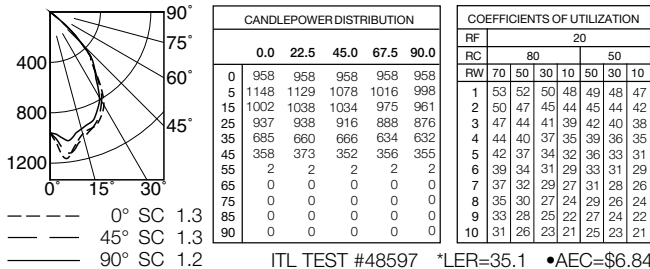 90°
75°
60°
45°
400
800
1200
0° 15° 30°
0° SC 1.3
45° SC 1.3
90° SC 1.2
CANDLEPOWER DISTRIBUTION
0.0 22.5 45.0 67.5 90.0
0 958 958 958 958 958
5 1148 1129 1078 1016 998
15 1002 1038 1034 975 961
25 937 938 916 888 876
35 685 660 666 634 632
45 358 373 352 356 355
55 2 2 2 2 2
65 0 0 0 0 0
75 0 0 0 0 0
85 0 0 0 0 0
90 0 0 0 0 0
COEFFICIENTS OF UTILIZATION
RF 20
RC 80 50
RW 70 50 30 10 50 30 10
1 53 52 50 48 49 48 47
2 50 47 45 44 45 44 42
3 47 44 41 39 42 40 38
4 44 40 37 35 39 36 35
5 42 37 34 32 36 33 31
6 39 34 31 29 33 31 29
7 37 32 29 27 31 28 26
8 35 30 27 24 29 26 24
9 33 28 25 22 27 24 22
10 31 26 23 21 25 23 21
ITL TEST #48597 *LER=35.1 •AEC=$6.84